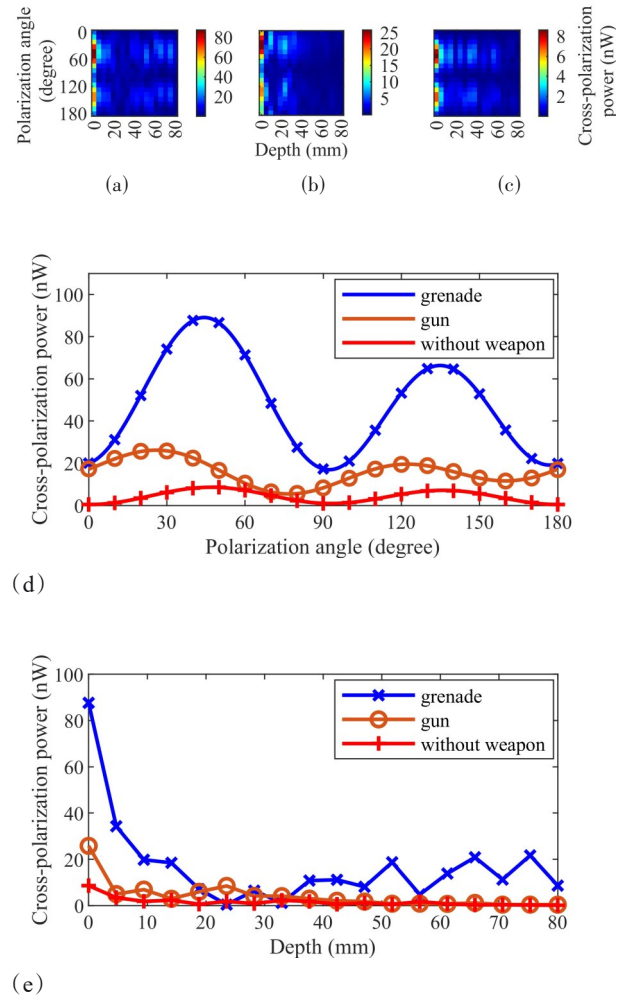 Polarization angle
(degree)
0
60
120
180
0
20
40
60
80
80
60
40
20
(a)
0
20
40
60
80
25
20
15
10
5
Depth (mm)
(b)
0
20
40
60
80
8
6
4
2
(c)
Cross-polarization
power (nW)
Cross-polarization power (nW)
100
80
60
40
20
0
grenade
gun
without weapon
0 30 60 90 120 150 180
Polarization angle (degree)
(d)
Cross-polarization power (nW)
100
80
60
40
20
0
grenade
gun
without weapon
0 10 20 30 40 50 60 70 80
Depth (mm)
(e)